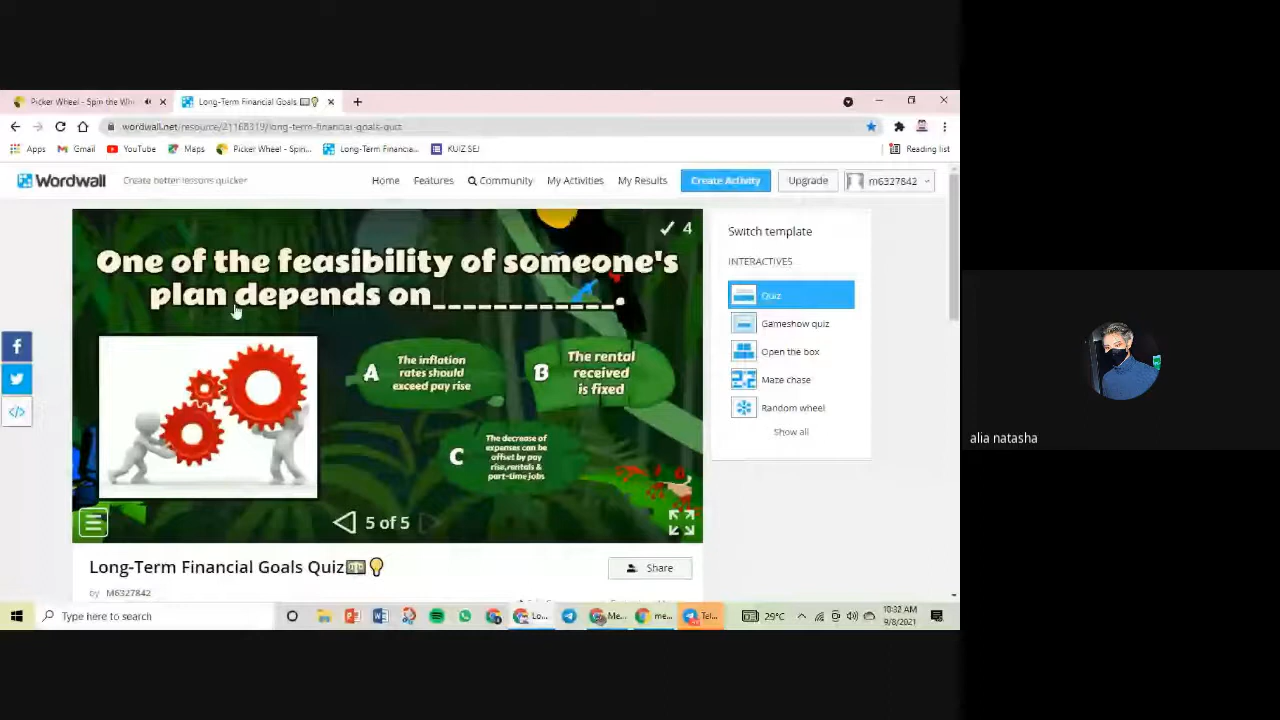 Picker Wheel - Spin the Whe
Long-Term Financial Goals
wordwall.net/resource/21168319/long-term-financial-goals-quiz
Apps
Gmail
YouTube
Maps
Picker Wheel - Spin...
Long-Term Financia...
KUIZ SEJ
Reading list
Wordwall
Create better lessons quicker
Home
Features
Community
My Activities
My Results
Create Activity
Upgrade
m6327842
One of the feasibility of someone's
plan depends on____________.
4
A
The inflation
rates should
exceed pay rise
B
The rental
received
is fixed
C
The decrease of
expenses can be
offset by pay
rise,rentals &
part-time jobs
5 of 5
Switch template
INTERACTIVES
Quiz
Gameshow quiz
Open the box
Maze chase
Random wheel
Show all
Long-Term Financial Goals Quiz
Share
by M6327842
alia natasha
Type here to search
Lo...
Me...
me...
Tel...
29°C
10:32 AM
9/8/2021